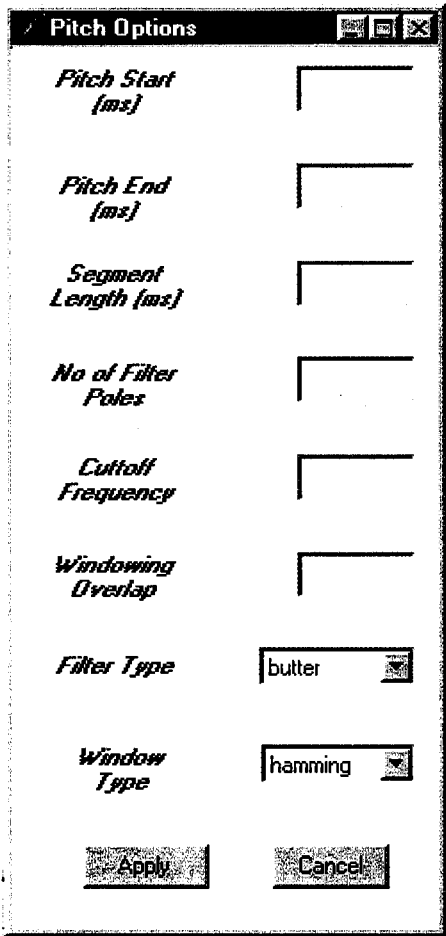 Pitch Options
Pitch Start
(ms)
Pitch End
(ms)
Segment
Length (ms)
No of Filter
Poles
Cuttoff
Frequency
Windowing
Overlap
Filter Type
butter
Window
Type
hamming
Apply
Cancel